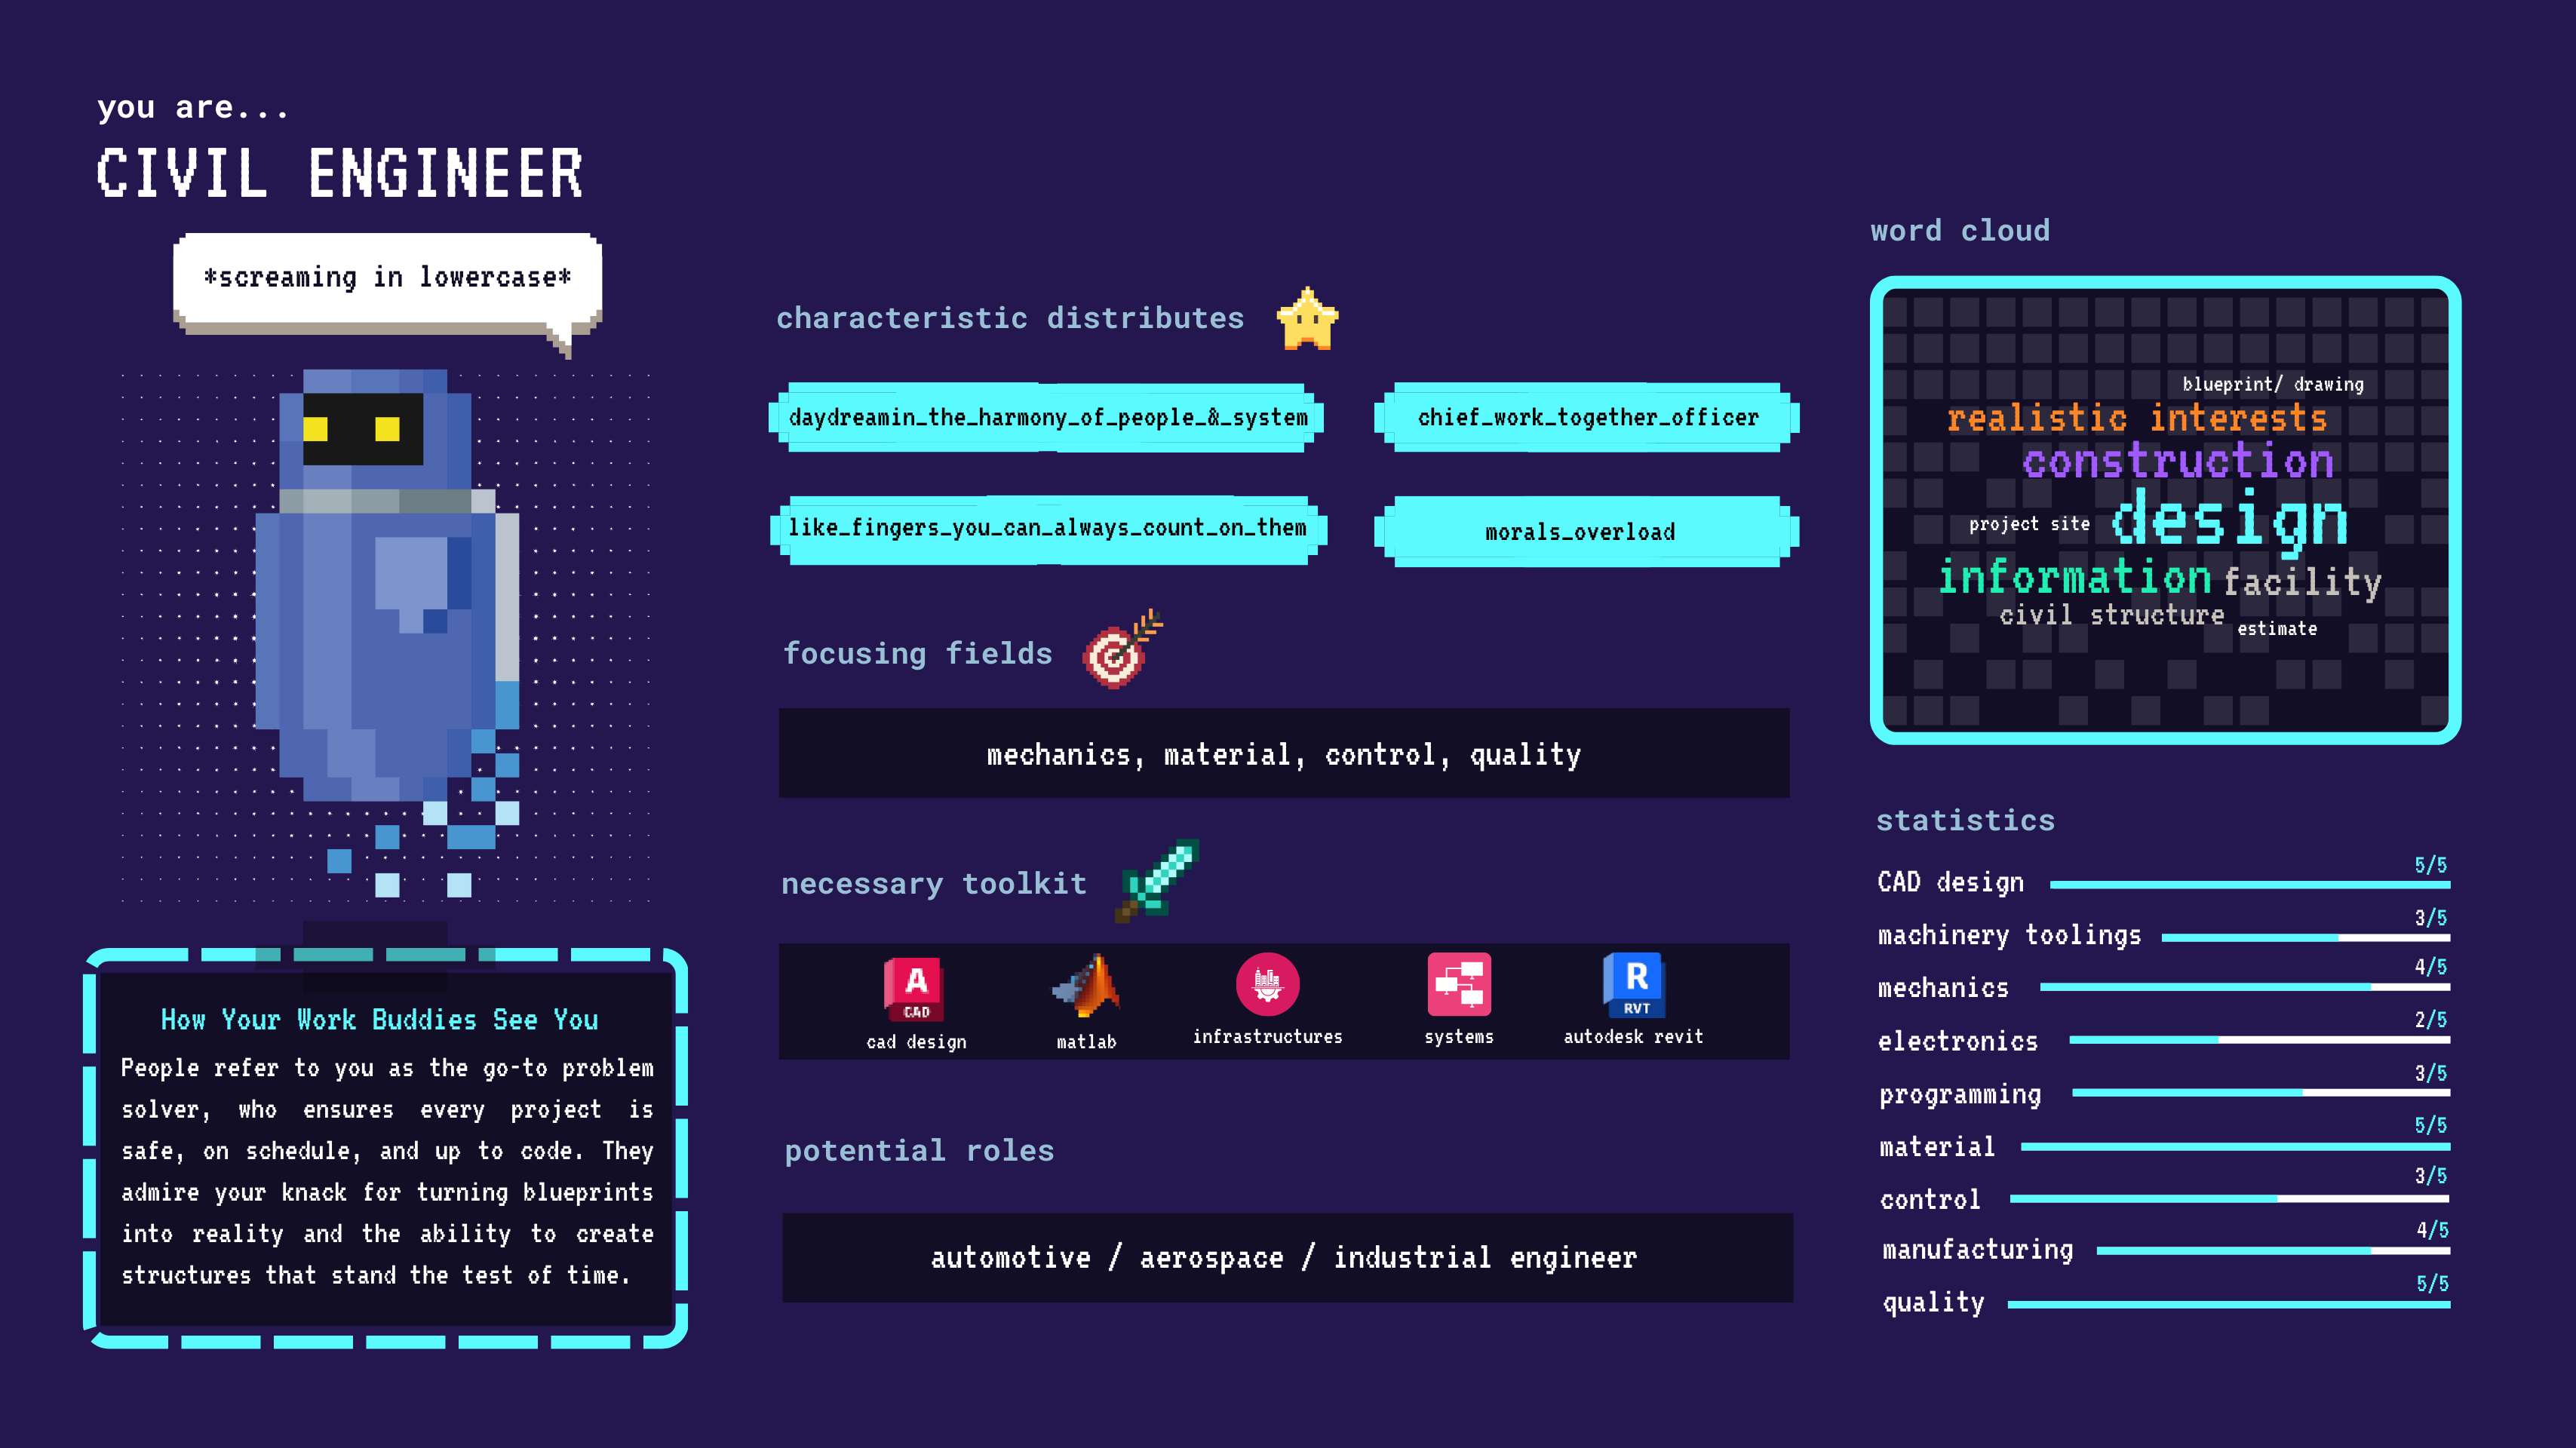 you are...
CIVIL ENGINEER
*screaming in lowercase*
How Your Work Buddies See You
People refer to you as the go-to problem
solver, who ensures every project is
safe, on schedule, and up to code. They
admire your knack for turning blueprints
into reality and the ability to create
structures that stand the test of time.
characteristic distributes
daydreamin_the_harmony_of_people_&_system
chief_work_together_officer
like_fingers_you_can_always_count_on_them
morals_overload
focusing fields
mechanics, material, control, quality
necessary toolkit
A
CAD
cad design
matlab
infrastructures
systems
R
RVT
autodesk revit
potential roles
automotive / aerospace / industrial engineer
word cloud
blueprint/ drawing
realistic interests
construction
project site
design
information
facility
civil structure
estimate
statistics
CAD design 5/5
machinery toolings 3/5
mechanics 4/5
electronics 2/5
programming 3/5
material 5/5
control 3/5
manufacturing 4/5
quality 5/5